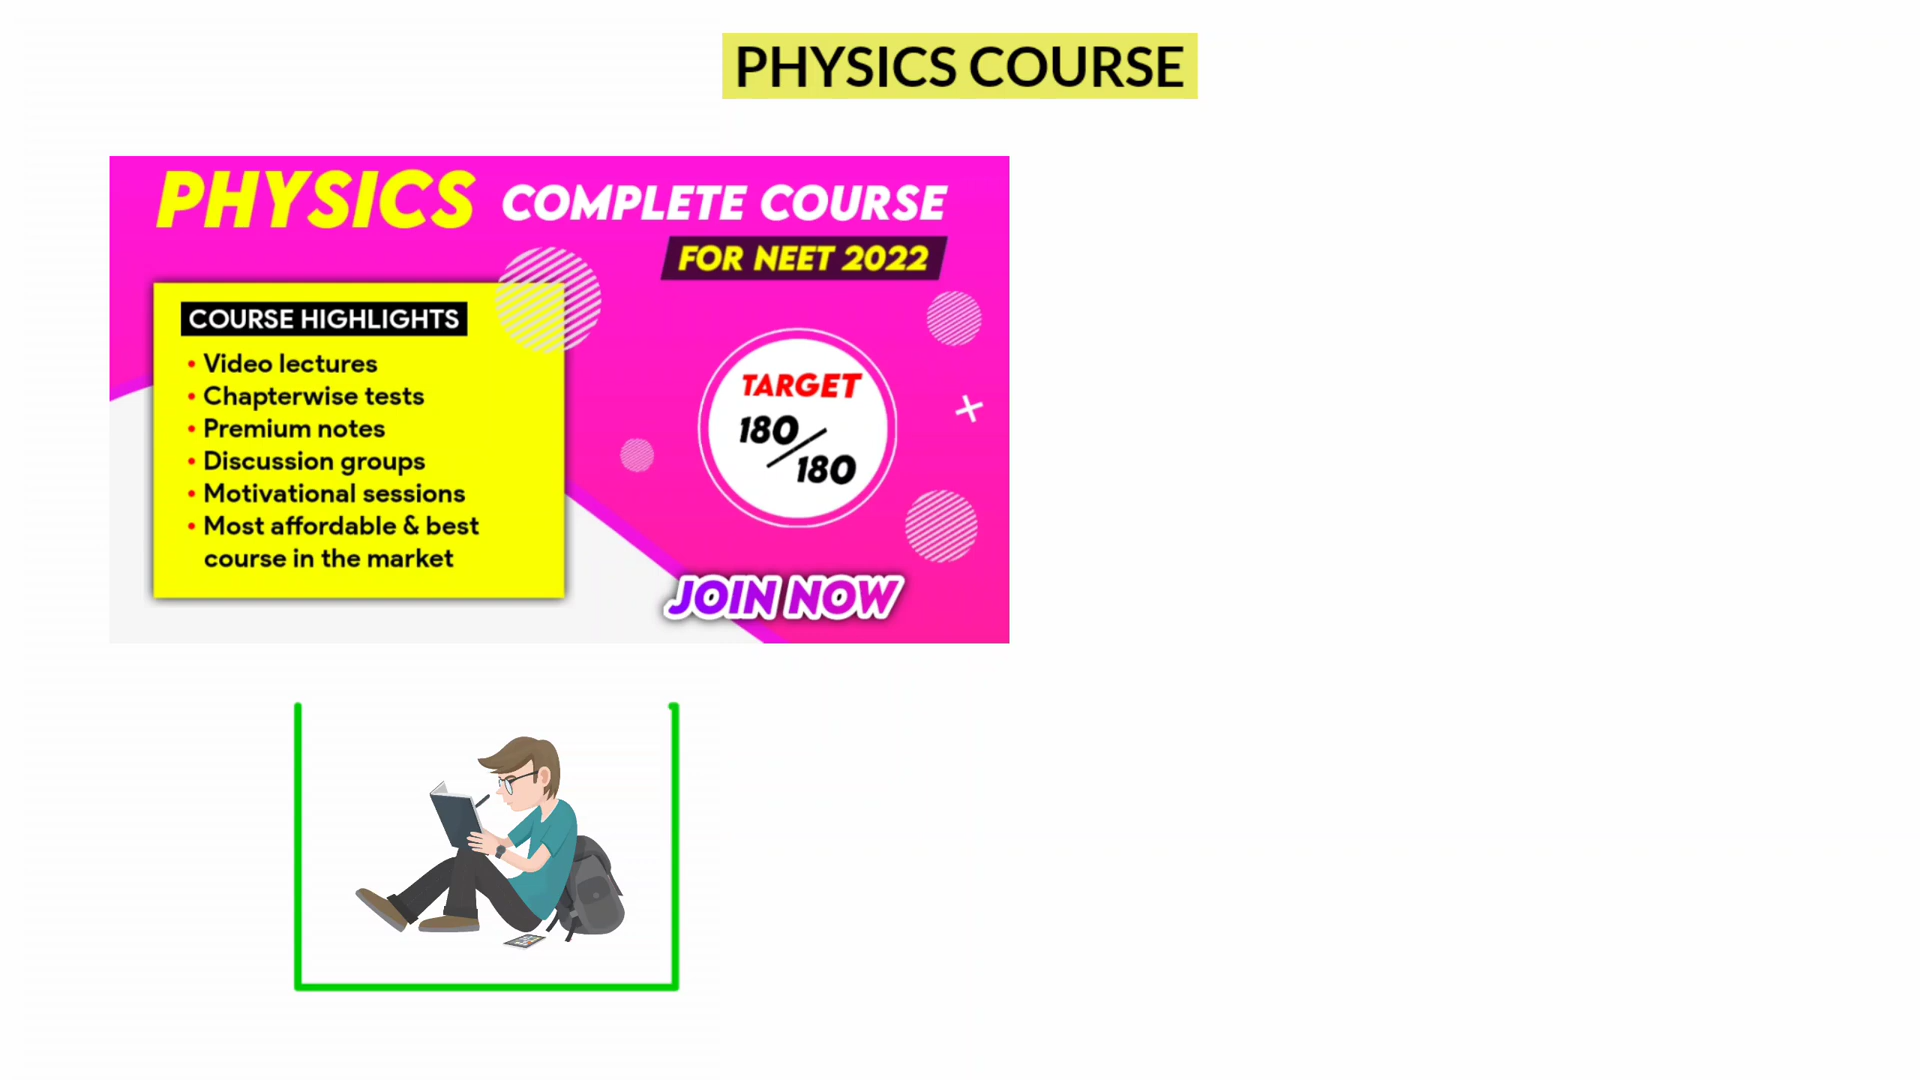 PHYSICS COURSE
PHYSICS COMPLETE COURSE
FOR NEET 2022
COURSE HIGHLIGHTS
• Video lectures
• Chapterwise tests
• Premium notes
• Discussion groups
• Motivational sessions
• Most affordable & best
course in the market
TARGET
180/180
JOIN NOW